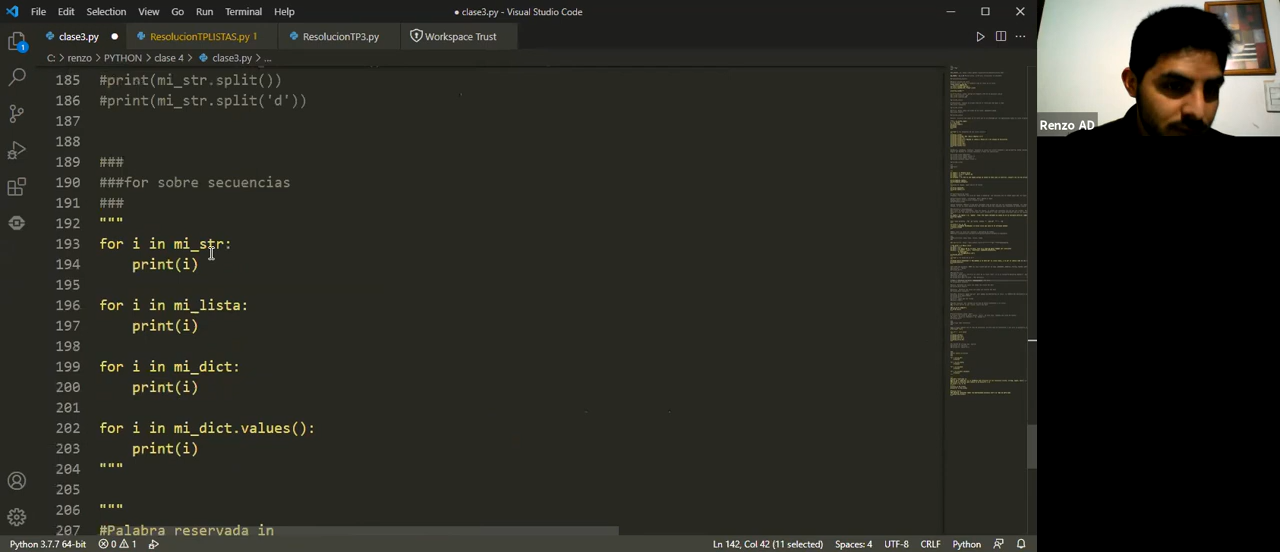 File Edit Selection View Go Run Terminal Help
● clase3.py - Visual Studio Code
clase3.py ●
ResolucionTPLISTAS.py 1
ResolucionTP3.py
Workspace Trust
C: > renzo > PYTHON > clase 4 > clase3.py > ...
185 #print(mi_str.split())
186 #print(mi_str.split('d'))
187
188
189 ###
190 ###for sobre secuencias
191 ###
192 """
193 for i in mi_str:
194 print(i)
195
196 for i in mi_lista:
197 print(i)
198
199 for i in mi_dict:
200 print(i)
201
202 for i in mi_dict.values():
203 print(i)
204 """
205
206 """
207 #Palabra reservada in
1
Renzo AD
Python 3.7.7 64-bit 0 1 Ln 142, Col 42 (11 selected) Spaces: 4 UTF-8 CRLF Python